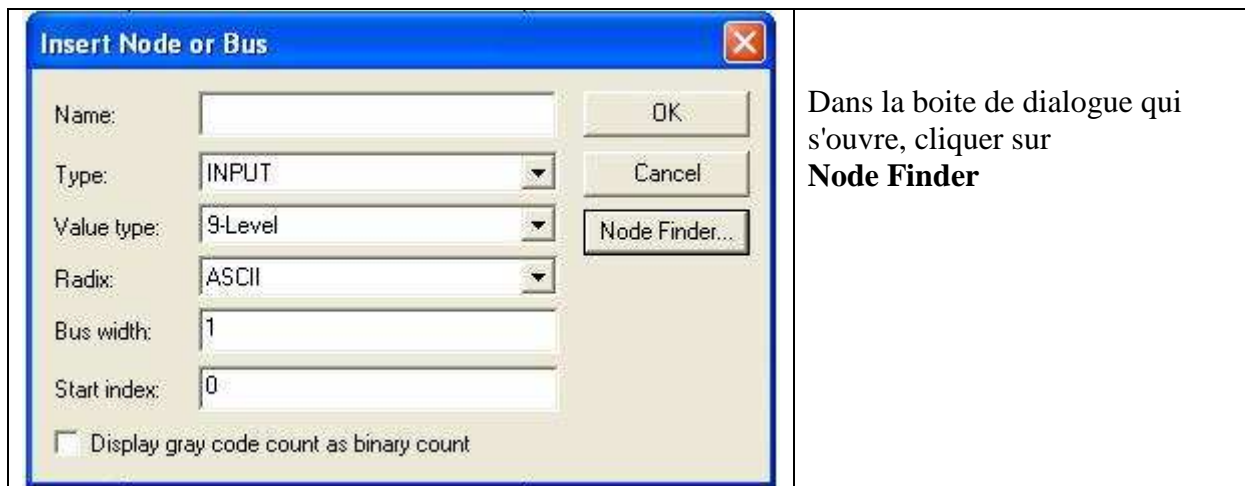 Insert Node or Bus
Name:
OK
Type:
INPUT
Cancel
Value type:
9-Level
Node Finder...
Radix:
ASCII
Bus width:
1
Start index:
0
Display gray code count as binary count
Dans la boite de dialogue qui
s'ouvre, cliquer sur
Node Finder